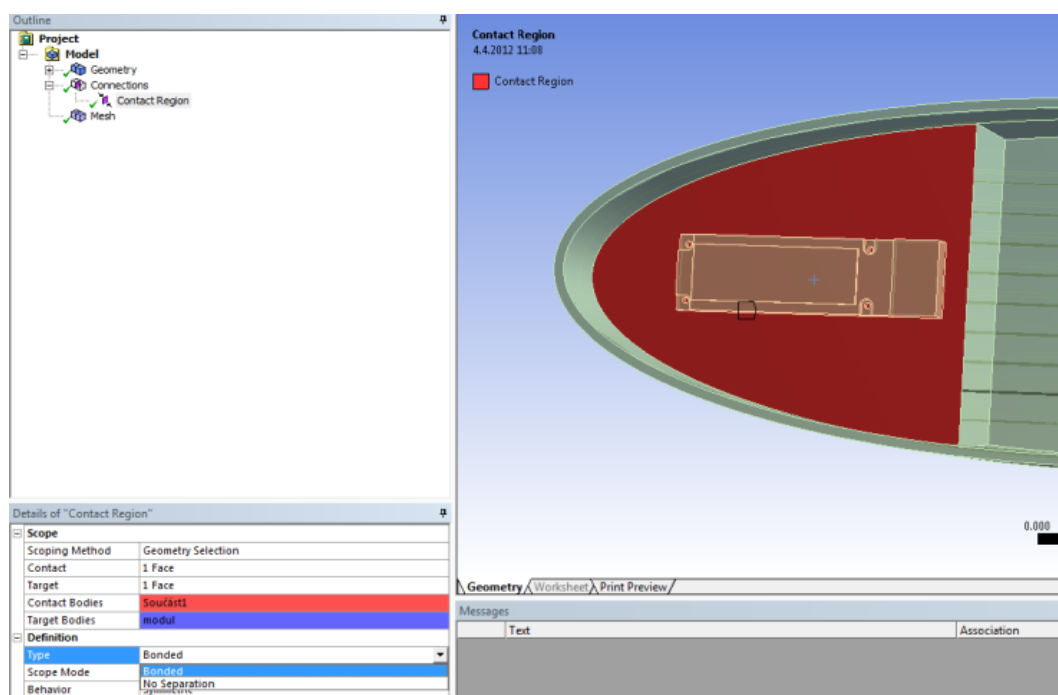 Outline
Project
Model
Geometry
Connections
Contact Region
Mesh
Details of "Contact Region"
Scope
Scoping Method Geometry Selection
Contact 1 Face
Target 1 Face
Contact Bodies Součást1
Target Bodies modul
Definition
Type Bonded
Scope Mode Bonded
No Separation
Behavior Symmetric
Contact Region
4.4.2012 11:08
Contact Region
0.000
Geometry Worksheet Print Preview
Messages
Text Association